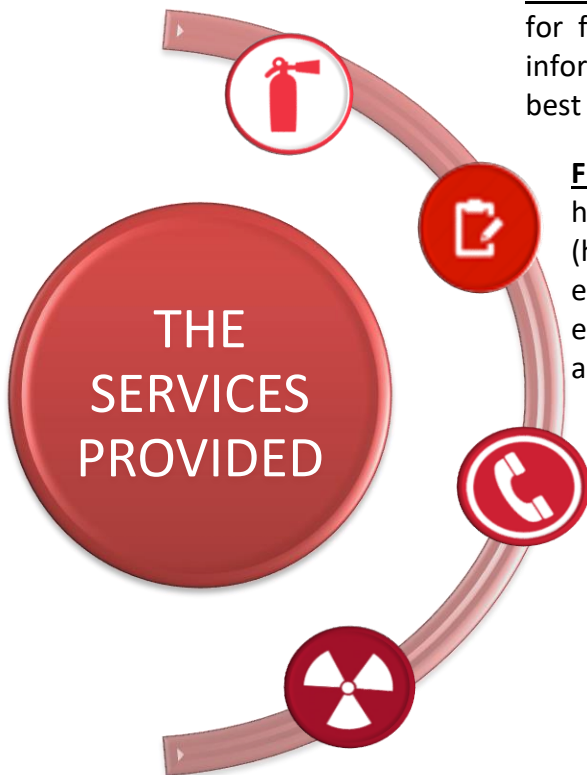 for f
infor
best
F
h
(h
e
e
a
THE
SERVICES
PROVIDED